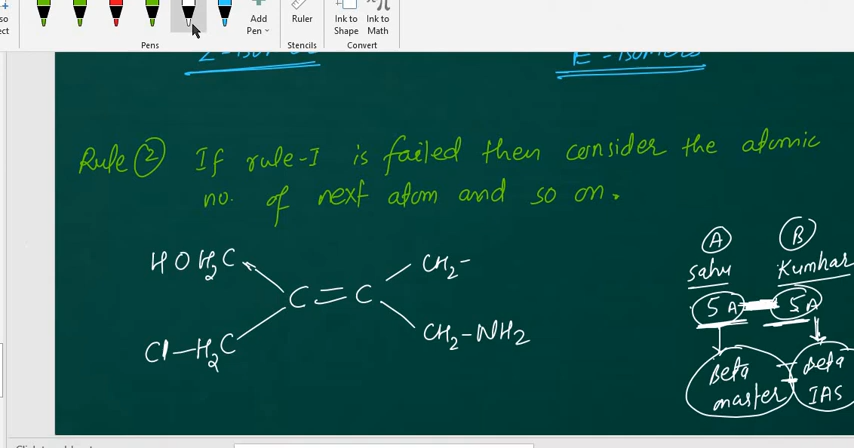 Add
Pen
Ruler
Ink to
Shape
Ink to
Math
Pens
Stencils
Convert
E-isomers
Rule ② If rule-I is failed then consider the atomic
no. of next atom and so on.
HOH₂C
CH₂-
C=C
Cl-H₂C
CH₂-NH₂
A
B
Sahu
Kumhar
5A
5A
Beta
master
Beta
IAS